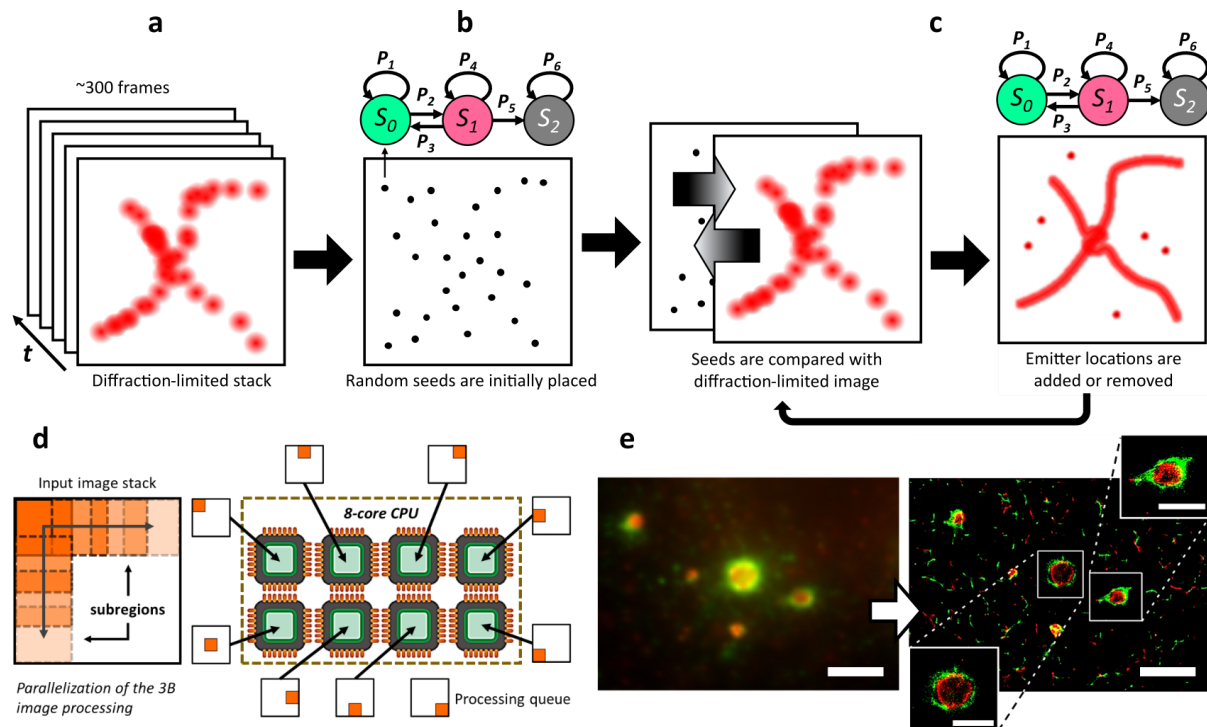 a
~300 frames
t
Diffraction-limited stack
b
P1
P4
P6
S0
P2
P3
S1
P5
S2
Random seeds are initially placed
Seeds are compared with
diffraction-limited image
c
P1
P4
P6
S0
P2
P3
S1
P5
S2
Emitter locations are
added or removed
d
Input image stack
subregions
Parallelization of the 3B
image processing
8-core CPU
Processing queue
e